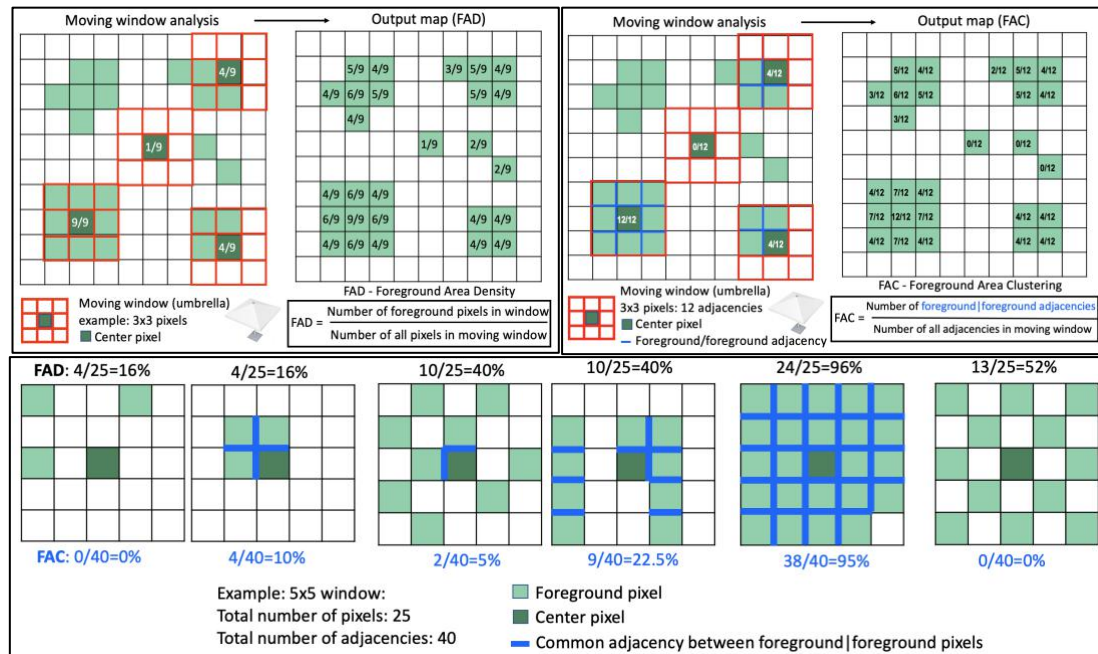 Moving window analysis
Output map (FAD)
4/9
1/9
9/9
4/9
5/9 4/9 3/9 5/9 4/9
4/9 6/9 5/9 5/9 4/9
4/9
1/9 2/9
2/9
4/9 6/9 4/9
6/9 9/9 6/9 4/9 4/9
4/9 6/9 4/9 4/9 4/9
Moving window (umbrella)
example: 3x3 pixels
Center pixel
FAD - Foreground Area Density
FAD = Number of foreground pixels in window
Number of all pixels in moving window
Moving window analysis
Output map (FAC)
4/12
0/12
12/12
4/12
5/12 4/12 2/12 5/12 4/12
3/12 6/12 5/12 5/12 4/12
3/12
0/12 0/12
0/12
4/12 7/12 4/12
7/12 12/12 7/12 4/12 4/12
4/12 7/12 4/12 4/12 4/12
Moving window (umbrella)
3x3 pixels: 12 adjacencies
Center pixel
Foreground/foreground adjacency
FAC - Foreground Area Clustering
FAC = Number of foreground|foreground adjacencies
Number of all adjacencies in moving window
FAD: 4/25=16% 4/25=16% 10/25=40% 10/25=40% 24/25=96% 13/25=52%
FAC: 0/40=0% 4/40=10% 2/40=5% 9/40=22.5% 38/40=95% 0/40=0%
Example: 5x5 window:
Total number of pixels: 25
Total number of adjacencies: 40
Foreground pixel
Center pixel
Common adjacency between foreground|foreground pixels